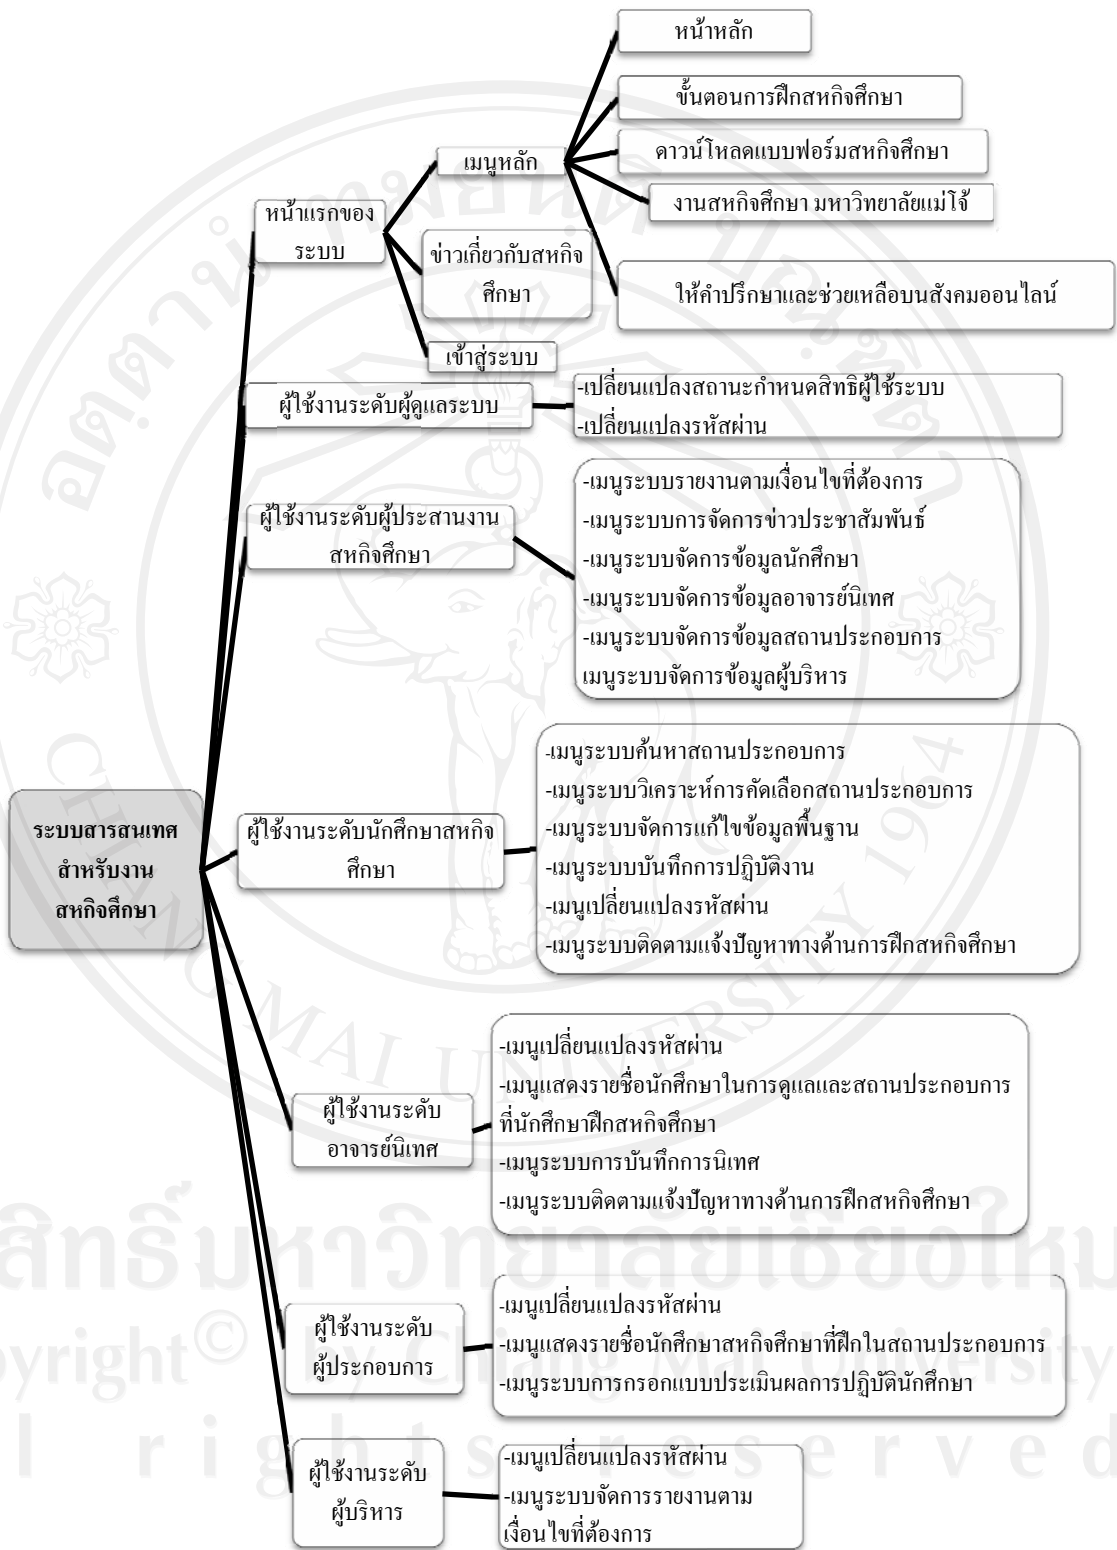 หน้าหลัก
ขั้นตอนการฝึกสหกิจศึกษา
ดาวน์โหลดแบบฟอร์มสหกิจศึกษา
งานสหกิจศึกษา มหาวิทยาลัยแม่โจ้
ให้คำปรึกษาและช่วยเหลือบนสังคมออนไลน์
เมนูหลัก
ข่าวเกี่ยวกับสหกิจ
ศึกษา
เข้าสู่ระบบ
หน้าแรกของ
ระบบ
ผู้ใช้งานระดับผู้ดูแลระบบ
-เปลี่ยนแปลงสถานะกำหนดสิทธิผู้ใช้ระบบ
-เปลี่ยนแปลงรหัสผ่าน
ผู้ใช้งานระดับผู้ประสานงาน
สหกิจศึกษา
-เมนูระบบรายงานตามเงื่อนไขที่ต้องการ
-เมนูระบบการจัดการข่าวประชาสัมพันธ์
-เมนูระบบจัดการข้อมูลนักศึกษา
-เมนูระบบจัดการข้อมูลอาจารย์นิเทศ
-เมนูระบบจัดการข้อมูลสถานประกอบการ
เมนูระบบจัดการข้อมูลผู้บริหาร
ระบบสารสนเทศ
สำหรับงาน
สหกิจศึกษา
ผู้ใช้งานระดับนักศึกษาสหกิจ
ศึกษา
-เมนูระบบค้นหาสถานประกอบการ
-เมนูระบบวิเคราะห์การคัดเลือกสถานประกอบการ
-เมนูระบบจัดการแก้ไขข้อมูลพื้นฐาน
-เมนูระบบบันทึกการปฏิบัติงาน
-เมนูเปลี่ยนแปลงรหัสผ่าน
-เมนูระบบติดตามแจ้งปัญหาทางด้านการฝึกสหกิจศึกษา
ผู้ใช้งานระดับ
อาจารย์นิเทศ
-เมนูเปลี่ยนแปลงรหัสผ่าน
-เมนูแสดงรายชื่อนักศึกษาในการดูแลและสถานประกอบการ
ที่นักศึกษาฝึกสหกิจศึกษา
-เมนูระบบการบันทึกการนิเทศ
-เมนูระบบติดตามแจ้งปัญหาทางด้านการฝึกสหกิจศึกษา
ผู้ใช้งานระดับ
ผู้ประกอบการ
-เมนูเปลี่ยนแปลงรหัสผ่าน
-เมนูแสดงรายชื่อนักศึกษาสหกิจศึกษาที่ฝึกในสถานประกอบการ
-เมนูระบบการกรอกแบบประเมินผลการปฏิบัตินักศึกษา
ผู้ใช้งานระดับ
ผู้บริหาร
-เมนูเปลี่ยนแปลงรหัสผ่าน
-เมนูระบบจัดการรายงานตาม
เงื่อนไขที่ต้องการ
CHIANG MAI UNIVERSITY 1964
สิทธิ์มหาวิทยาลัยเชียงใหม
pyright© by Chiang Mai University
l rights reserved